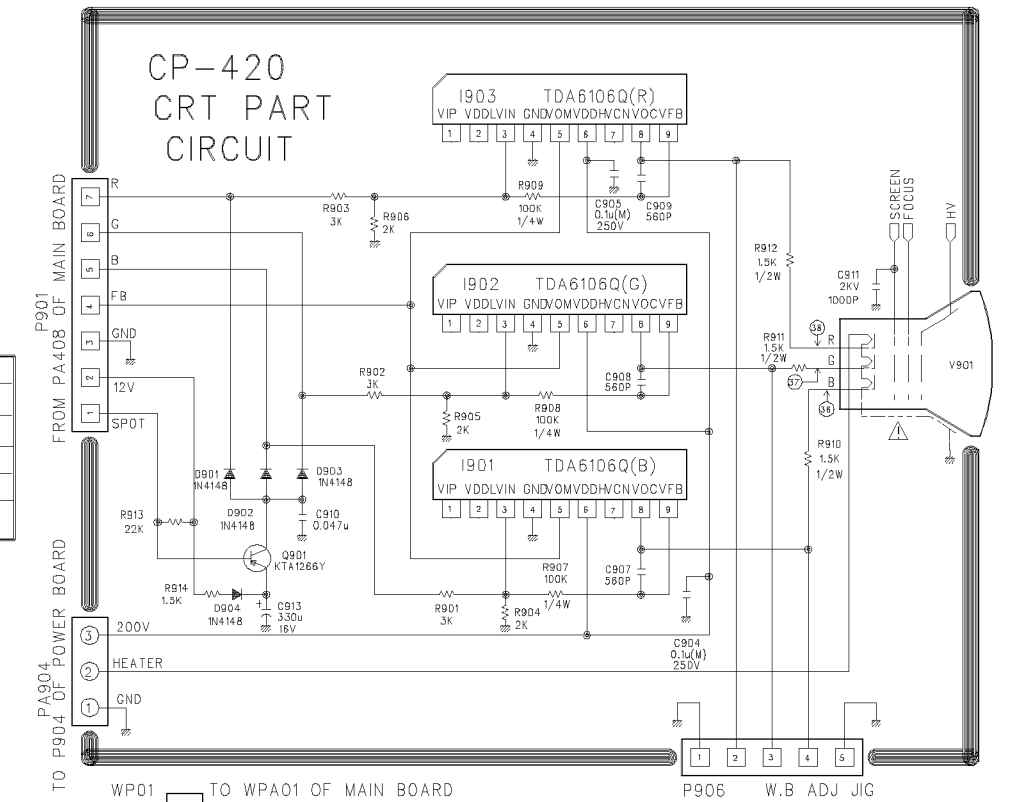 CP-420
CRT PART
CIRCUIT
I903 TDA6106Q(R)
VIP VDDLVIN GNDVOMVDDHVCNVOCVFB
1 2 3 4 5 6 7 8 9
FROM PA408 OF MAIN BOARD
P901
7 R
6 G
5 B
4 FB
3 GND
2 12V
1 SPOT
R903
3K
R906
2K
R909
100K
1/4W
C905
0.1u(M)
250V
C909
560P
SCREEN
FOCUS
HV
R912
1.5K
1/2W
C911
2KV
1000P
I902 TDA6106Q(G)
VIP VDDLVIN GNDVOMVDDHVCNVOCVFB
1 2 3 4 5 6 7 8 9
R902
3K
R905
2K
R908
100K
1/4W
C908
560P
R911
1.5K
1/2W
38
37
36
R
G
B
V901
R910
1.5K
1/2W
I901 TDA6106Q(B)
VIP VDDLVIN GNDVOMVDDHVCNVOCVFB
1 2 3 4 5 6 7 8 9
D901
1N4148
D903
1N4148
D902
1N4148
C910
0.047u
R913
22K
Q901
KTA1266Y
R914
1.5K
D904
1N4148
+
C913
330u
16V
R901
3K
R904
2K
R907
100K
1/4W
C907
560P
C904
0.1u(M)
250V
TO P904 OF POWER BOARD
PA904
3 200V
2 HEATER
1 GND
1 2 3 4 5
P906 W.B ADJ JIG
WP01 TO WPA01 OF MAIN BOARD